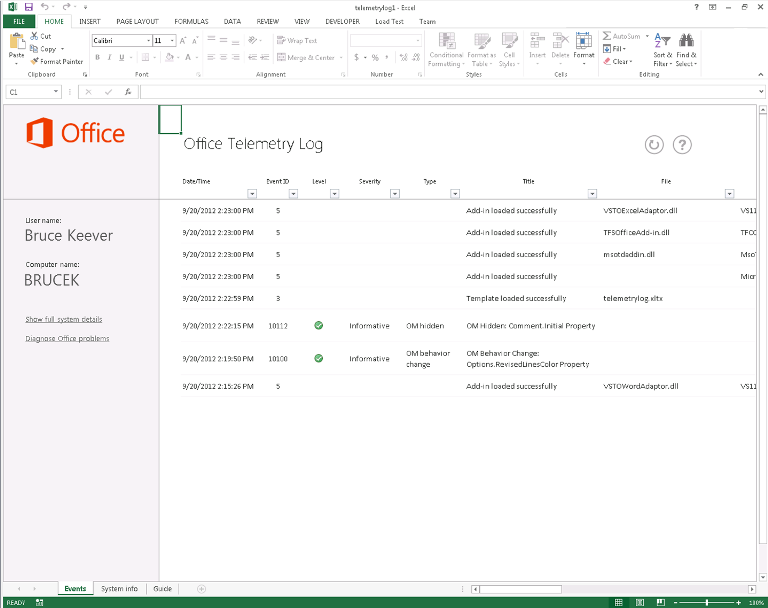 telemetrylog1 - Excel
FILE HOME INSERT PAGE LAYOUT FORMULAS DATA REVIEW VIEW DEVELOPER Load Test Team
Paste
Cut
Copy
Format Painter
Clipboard
Calibri 11
B I U
Font
Wrap Text
Merge & Center
Alignment
$ % ,
Number
Conditional Formatting
Format as Table
Cell Styles
Styles
Insert Delete Format
Cells
AutoSum
Fill
Clear
Sort & Filter
Find & Select
Editing
C1 fx
Office
Office Telemetry Log
Date/Time Event ID Level Severity Type Title File
User name:
Bruce Keever
Computer name:
BRUCEK
Show full system details
Diagnose Office problems
9/20/2012 2:23:00 PM 5 Add-in loaded successfully VSTOExcelAdaptor.dll VS11
9/20/2012 2:23:00 PM 5 Add-in loaded successfully TFSOfficeAdd-in.dll TFCO
9/20/2012 2:23:00 PM 5 Add-in loaded successfully msotdaddin.dll Mso
9/20/2012 2:23:00 PM 5 Add-in loaded successfully Micr
9/20/2012 2:22:59 PM 3 Template loaded successfully telemetrylog.xltx
9/20/2012 2:22:15 PM 10112 Informative OM hidden OM Hidden: Comment.Initial Property
9/20/2012 2:19:50 PM 10100 Informative OM behavior change OM Behavior Change: Options.RevisedLinesColor Property
9/20/2012 2:15:26 PM 5 Add-in loaded successfully VSTOWordAdaptor.dll VS11
Events System info Guide
READY 100%